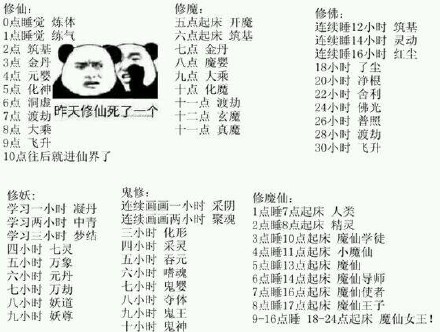 修仙：
0点睡觉 炼体
1点睡觉 练气
2点 筑基
3点 金丹
4点 元婴
5点 化神
6点 洞虚
7点 渡劫
8点 大乘
9点 飞升
10点往后就进仙界了
修魔：
五点起床 开魔
六点起床 筑基
七点 金丹
八点 魔婴
九点 大乘
十点 化魔
十一点 渡劫
十二点 玄魔
十一点 真魔
昨天修仙死了一个
修佛：
连续睡12小时 筑基
连续睡14小时 灵动
连续睡16小时 红尘
18小时 了尘
20小时 净根
22小时 舍利
24小时 佛光
26小时 普照
28小时 渡劫
30小时 飞升
修妖：
学习一小时 凝丹
学习两小时 中青
学习三小时 梦结
四小时 七灵
五小时 万象
六小时 元丹
七小时 万劫
八小时 妖道
九小时 妖尊
鬼修：
连续画画一小时 采阴
连续画画两小时 聚魂
三小时 化形
四小时 采灵
五小时 吞元
六小时 嗜魂
七小时 鬼婴
八小时 夺体
九小时 鬼王
十小时 鬼神
修魔仙：
1点睡7点起床 人类
2点睡8点起床 精灵
3点睡10点起床 魔仙学徒
4点睡11点起床 小魔仙
5点睡13点起床 魔仙
6点睡14点起床 魔仙导师
7点睡16点起床 魔仙使者
8点睡17点起床 魔仙王子
9-16点睡 18-24点起床 魔仙女王！